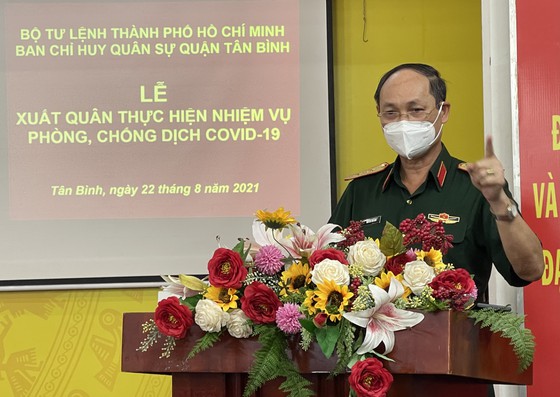 BỘ TƯ LỆNH THÀNH PHỐ HỒ CHÍ MINH
BAN CHỈ HUY QUÂN SỰ QUẬN TÂN BÌNH
LỄ
XUẤT QUÂN THỰC HIỆN NHIỆM VỤ
PHÒNG, CHỐNG DỊCH COVID-19
Tân Bình, ngày 22 tháng 8 năm 2021
VÀ